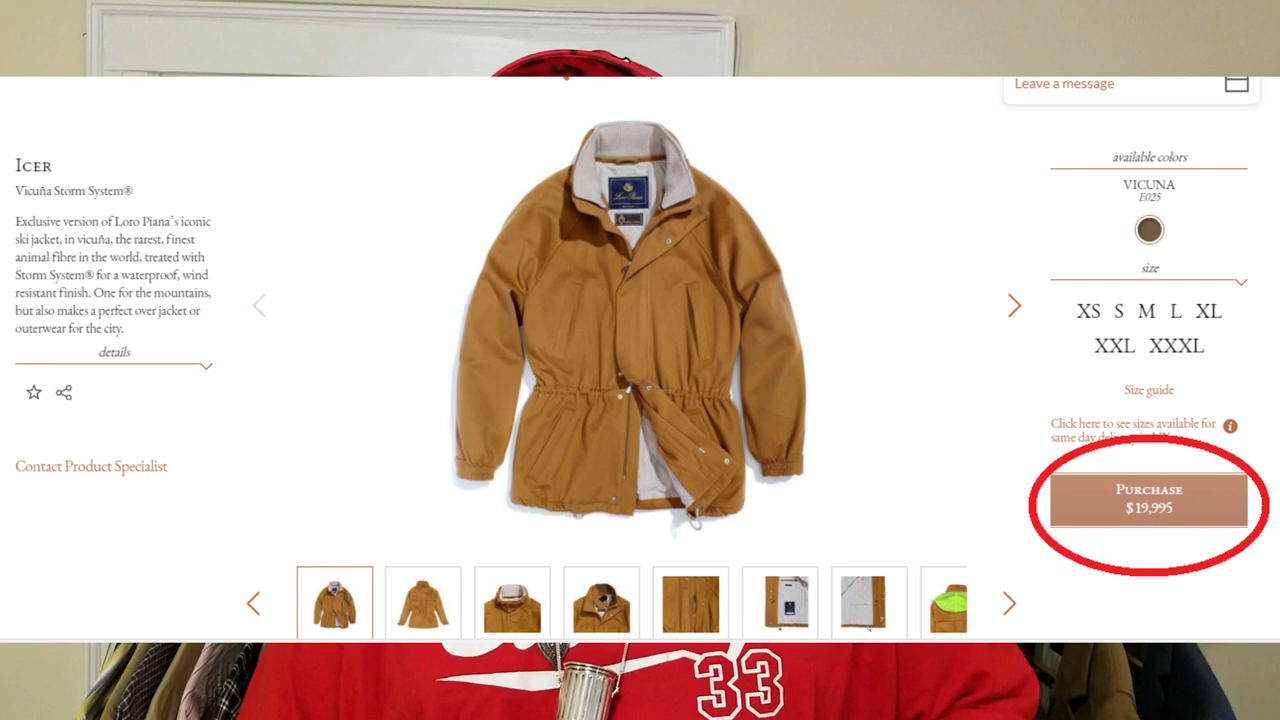 Leave a message
ICER
Vicuña Storm System®
Exclusive version of Loro Piana's iconic
ski jacket, in vicuña, the rarest, finest
animal fibre in the world, treated with
Storm System® for a waterproof, wind
resistant finish. One for the mountains,
but also makes a perfect over jacket or
outerwear for the city.
details
Contact Product Specialist
Loro Piana
available colors
VICUNA
E025
size
XS S M L XL
XXL XXXL
Size guide
Click here to see sizes available for
same day
PURCHASE
$19,995
33